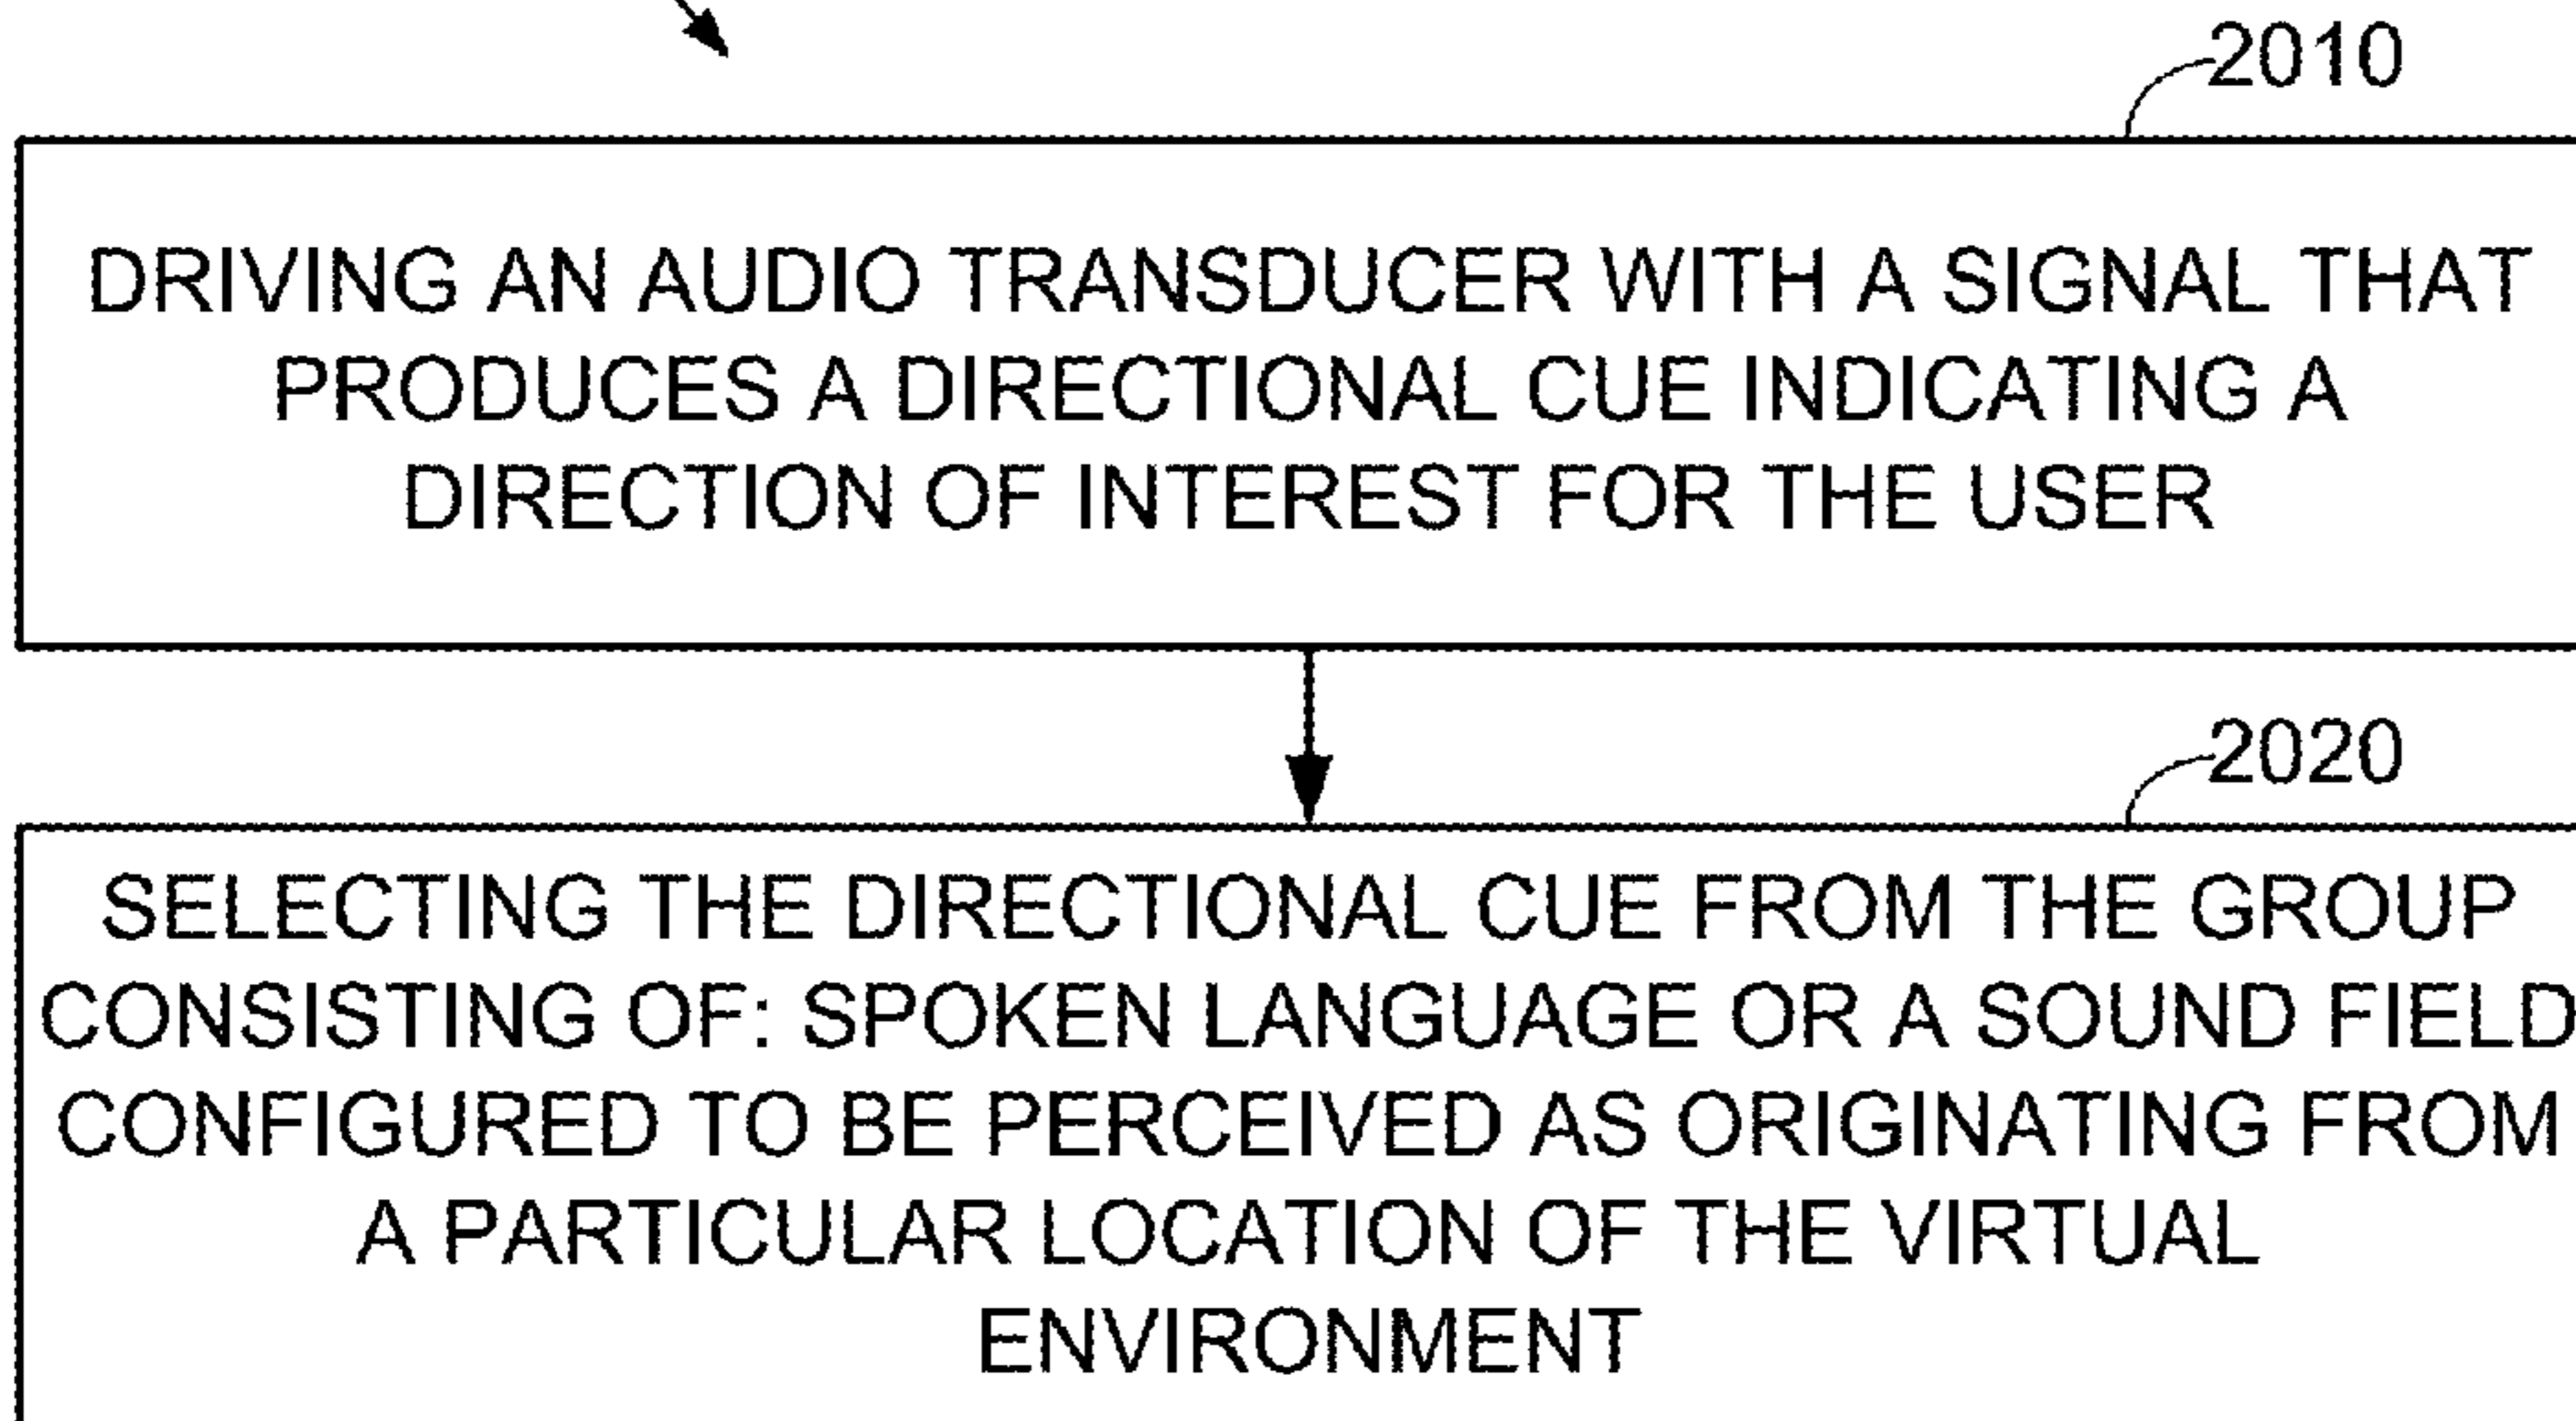 2010
DRIVING AN AUDIO TRANSDUCER WITH A SIGNAL THAT
PRODUCES A DIRECTIONAL CUE INDICATING A
DIRECTION OF INTEREST FOR THE USER
2020
SELECTING THE DIRECTIONAL CUE FROM THE GROUP
CONSISTING OF: SPOKEN LANGUAGE OR A SOUND FIELD
CONFIGURED TO BE PERCEIVED AS ORIGINATING FROM
A PARTICULAR LOCATION OF THE VIRTUAL
ENVIRONMENT